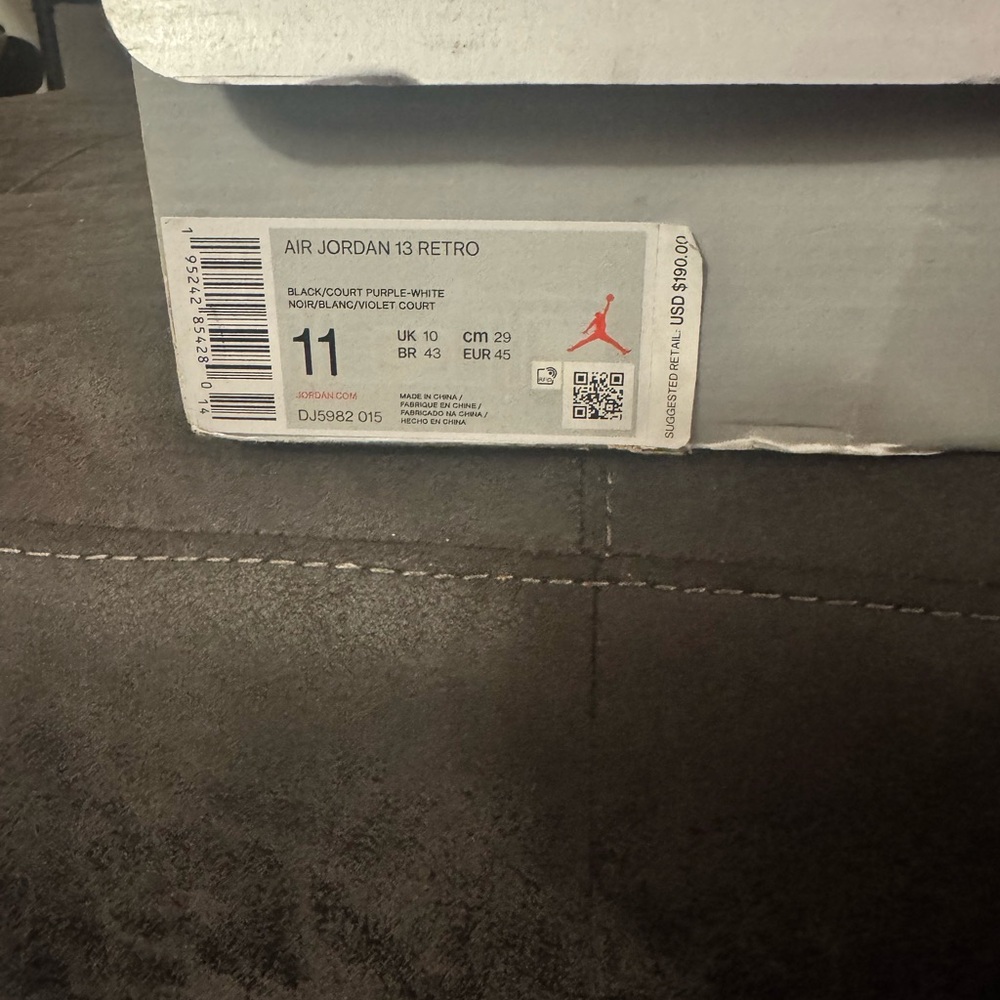 AIR JORDAN 13 RETRO
BLACK/COURT PURPLE-WHITE
NOIR/BLANC/VIOLET COURT
11
UK 10 cm 29
BR 43 EUR 45
RFID
JORDAN.COM
DJ5982 015
MADE IN CHINA /
FABRIQUE EN CHINE /
FABRICADO NA CHINA /
HECHO EN CHINA
1 95242 85428 0 14
SUGGESTED RETAIL: USD $190.00